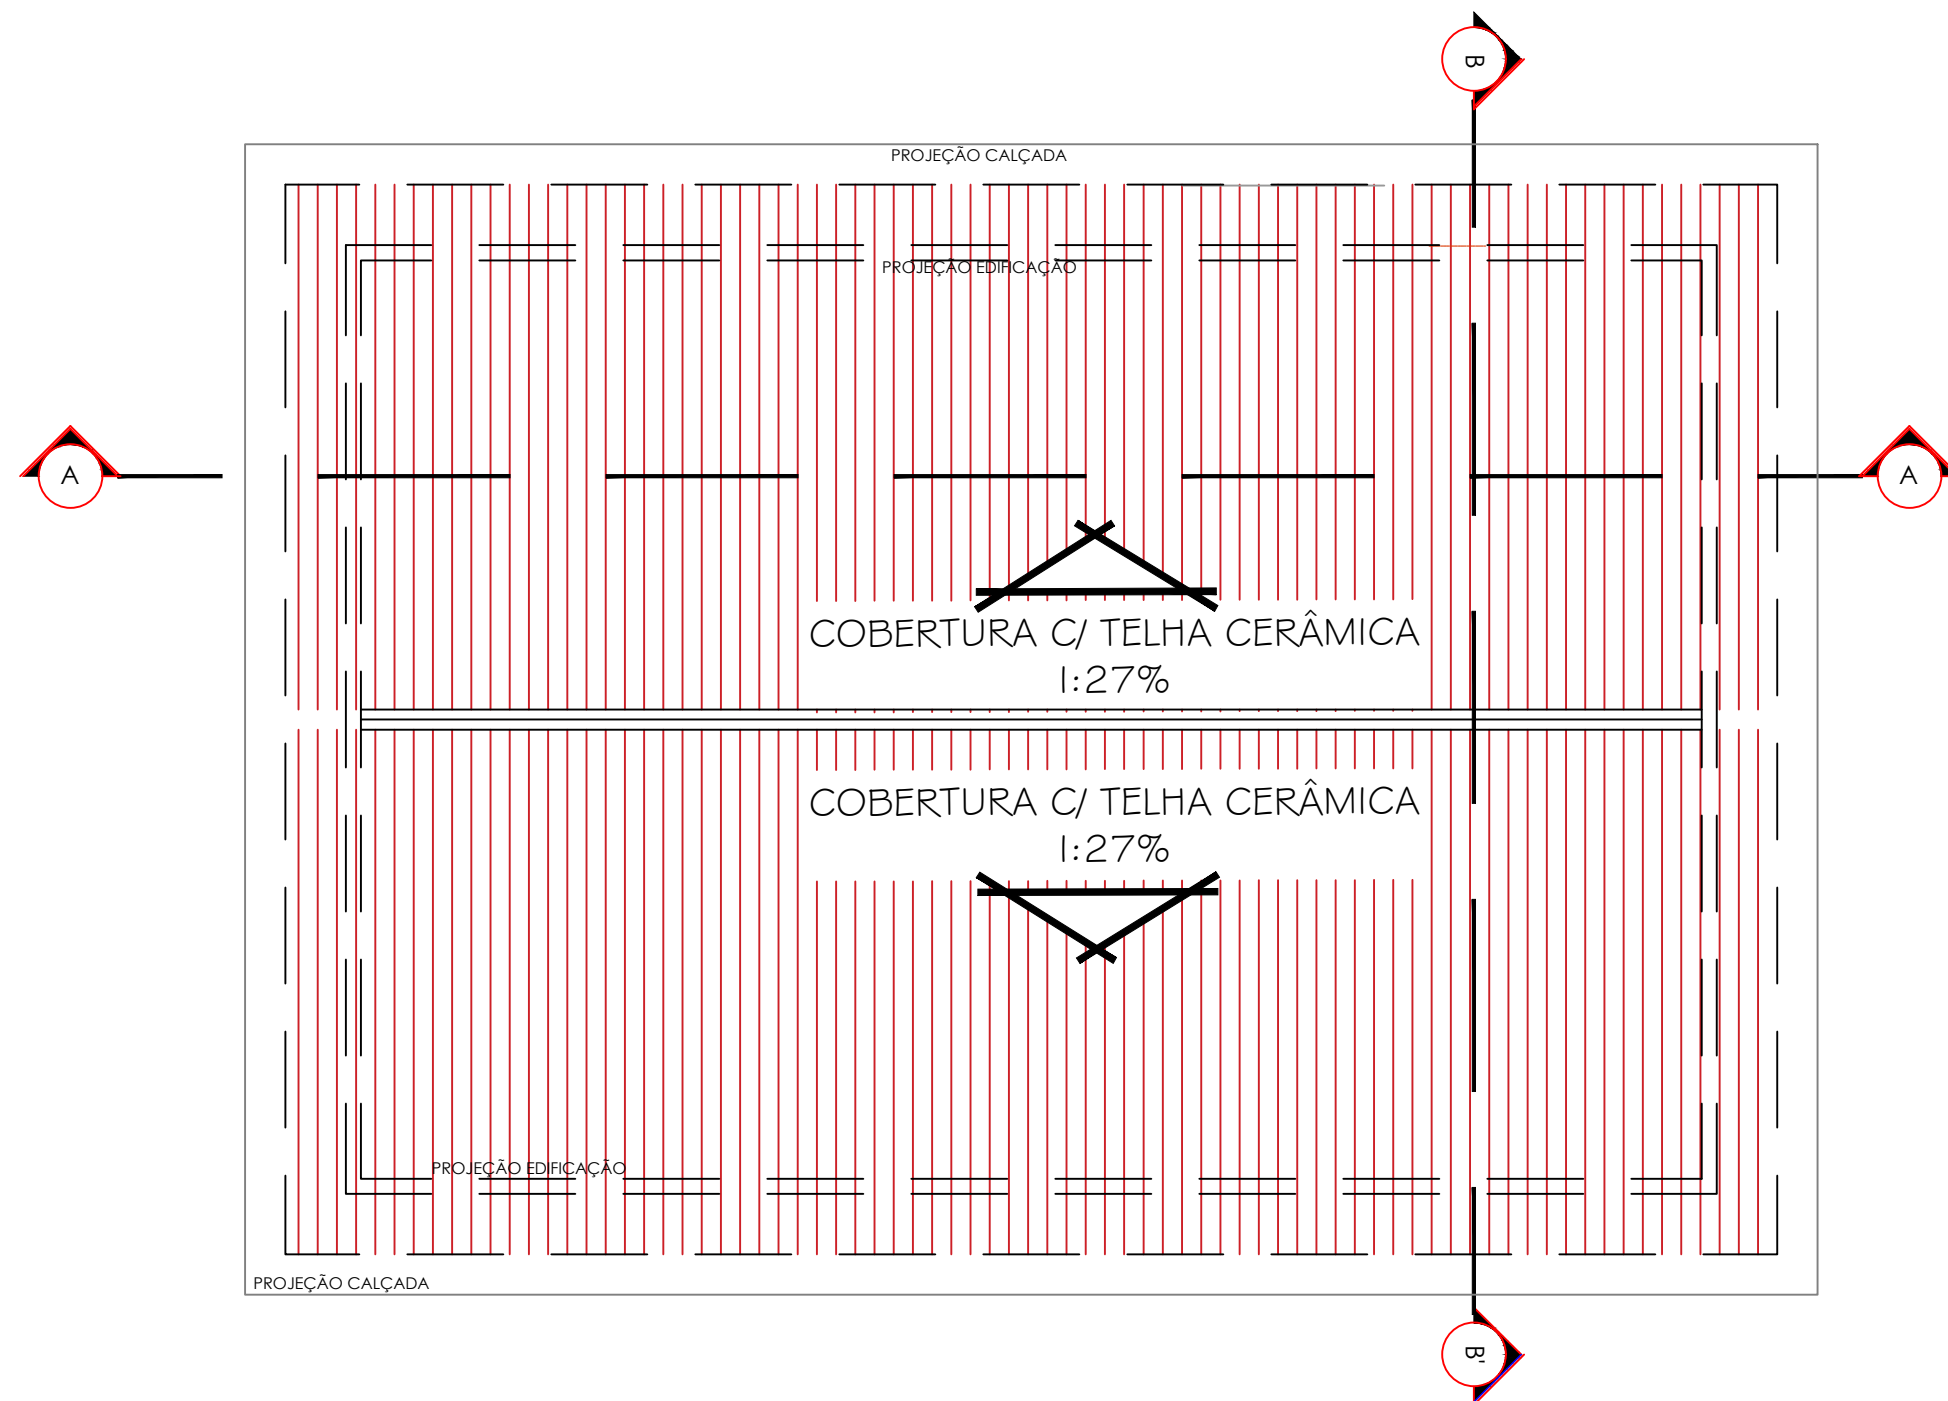 B
PROJEÇÃO CALÇADA
PROJEÇÃO EDIFICAÇÃO
A
A
COBERTURA C/ TELHA CERÂMICA
1:27%
COBERTURA C/ TELHA CERÂMICA
1:27%
PROJEÇÃO EDIFICAÇÃO
PROJEÇÃO CALÇADA
B'